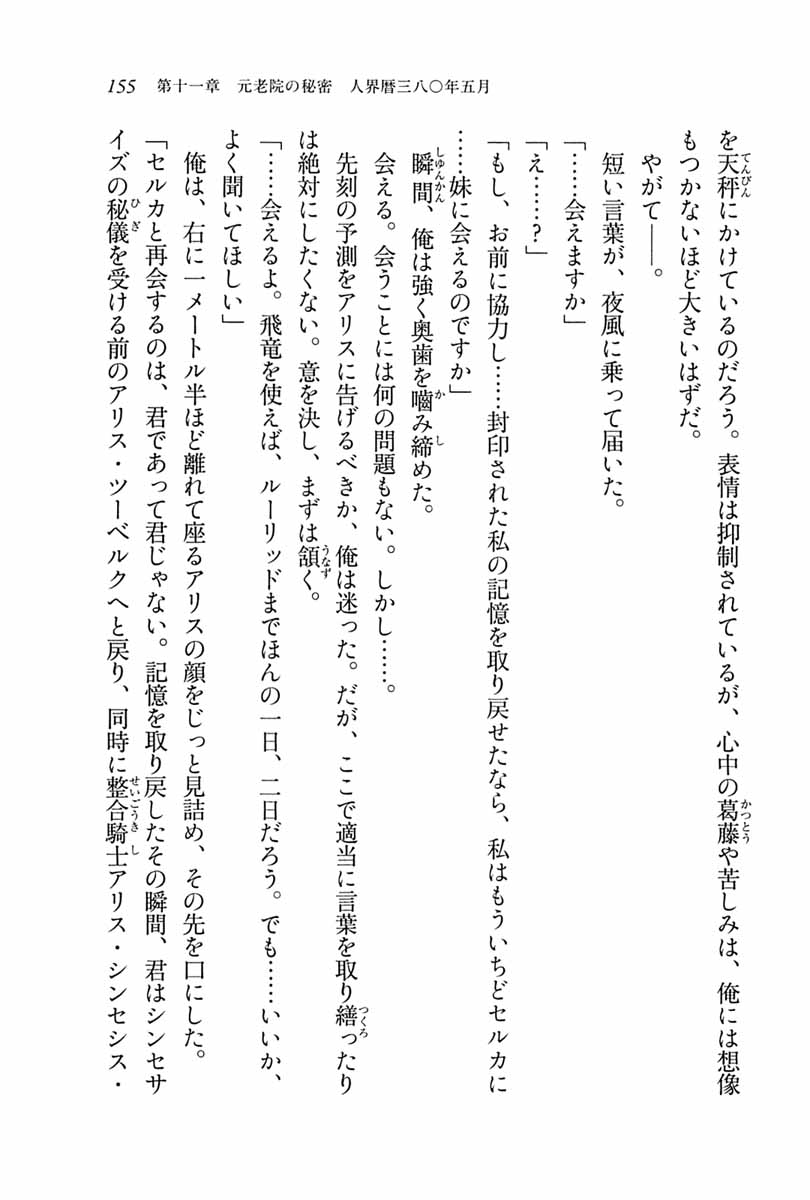 155　第十一章　元老院の秘密　人界暦三八〇年五月
を天秤にかけているのだろう。表情は抑制されているが、心中の葛藤や苦しみは、俺には想像
もつかないほど大きいはずだ。
　やがて――。
　短い言葉が、夜風に乗って届いた。
「……会えますか」
「え……？」
「もし、お前に協力し……封印された私の記憶を取り戻せたなら、私はもういちどセルカに
……妹に会えるのですか」
　瞬間、俺は強く奥歯を嚙み締めた。
　会える。会うことには何の問題もない。しかし……。
　先刻の予測をアリスに告げるべきか、俺は迷った。だが、ここで適当に言葉を取り繕ったり
は絶対にしたくない。意を決し、まずは頷く。
「……会えるよ。飛竜を使えば、ルーリッドまでほんの一日、二日だろう。でも……いいか、
よく聞いてほしい」
　俺は、右に一メートル半ほど離れて座るアリスの顔をじっと見詰め、その先を口にした。
「セルカと再会するのは、君であって君じゃない。記憶を取り戻したその瞬間、君はシンセサ
イズの秘儀を受ける前のアリス・ツーベルクへと戻り、同時に整合騎士アリス・シンセシス・